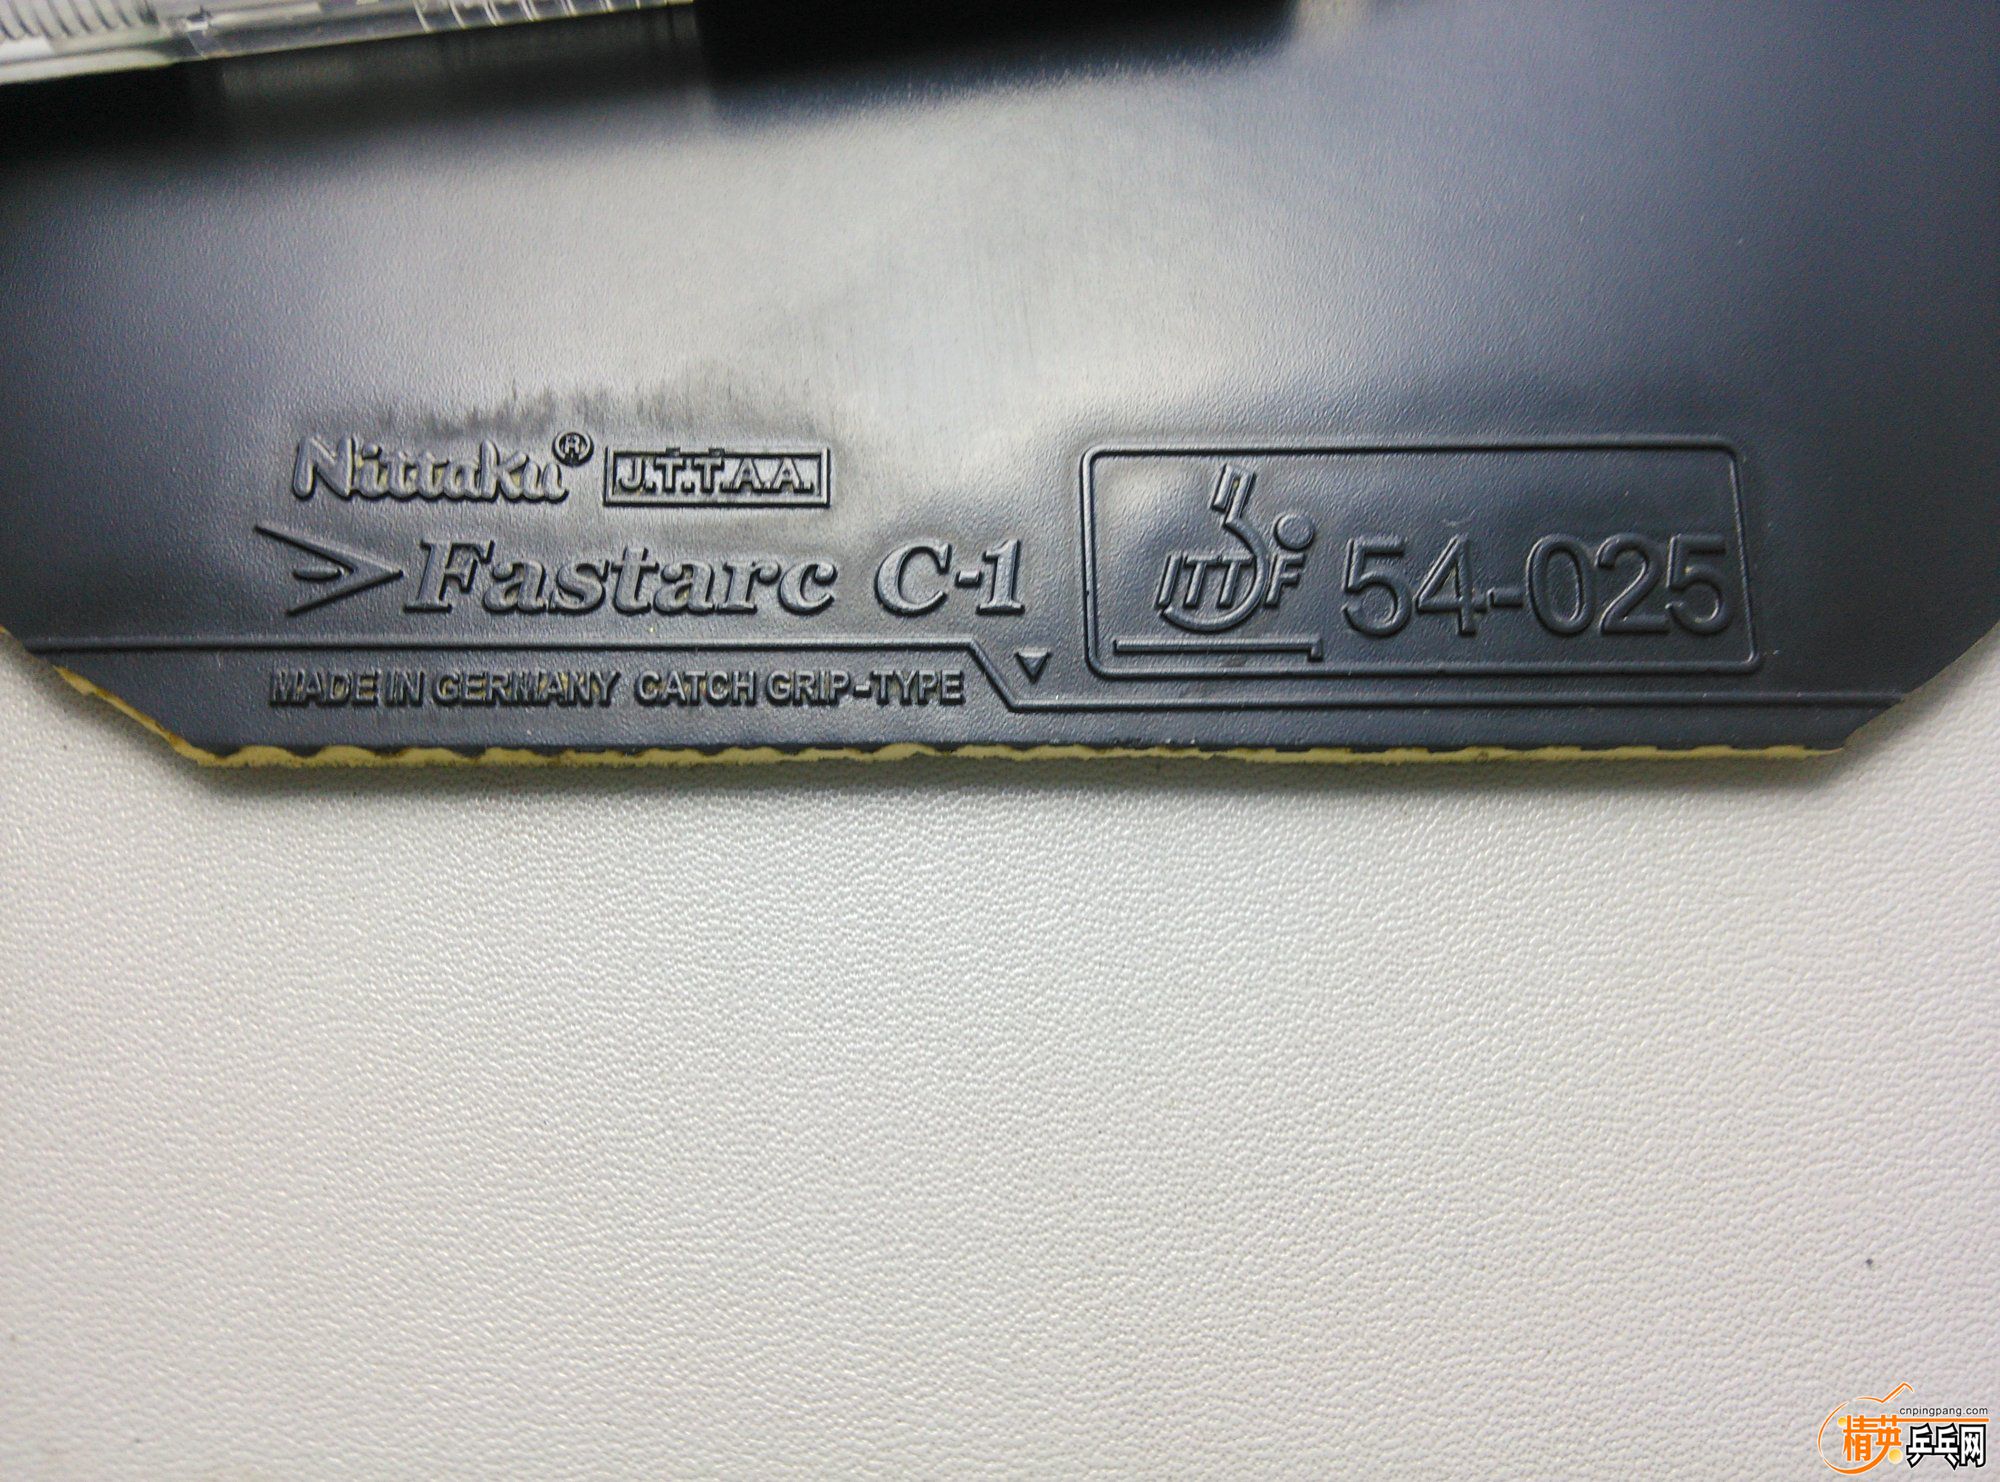 Nittaku® J.T.T.A.A.
Fastarc C-1
ITTF 54-025
MADE IN GERMANY CATCH GRIP-TYPE
cnpingpang.com
精英乒乓网